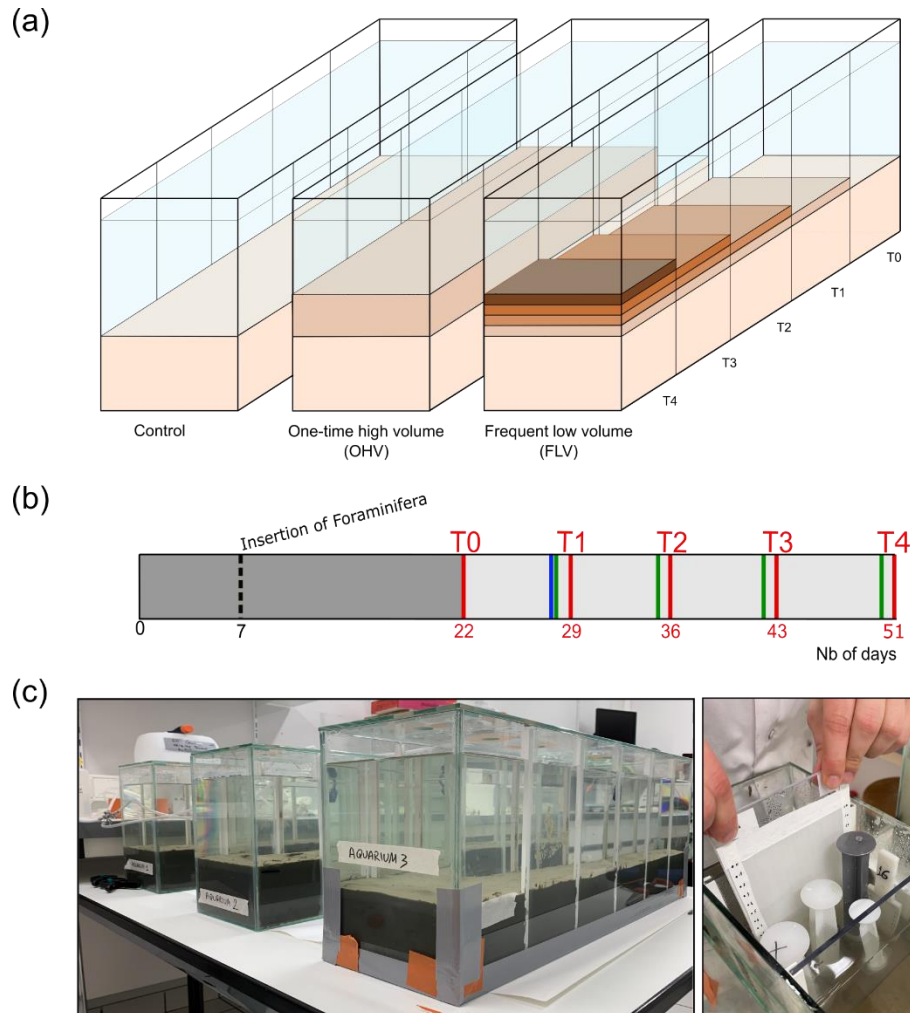 (a)
T0
T1
T2
T3
T4
Control
One-time high volume
(OHV)
Frequent low volume
(FLV)
(b)
Insertion of Foraminifera
T0
T1
T2
T3
T4
0
7
22
29
36
43
51
Nb of days
(c)
AQUARIUM 3
AQUARIUM 2
16